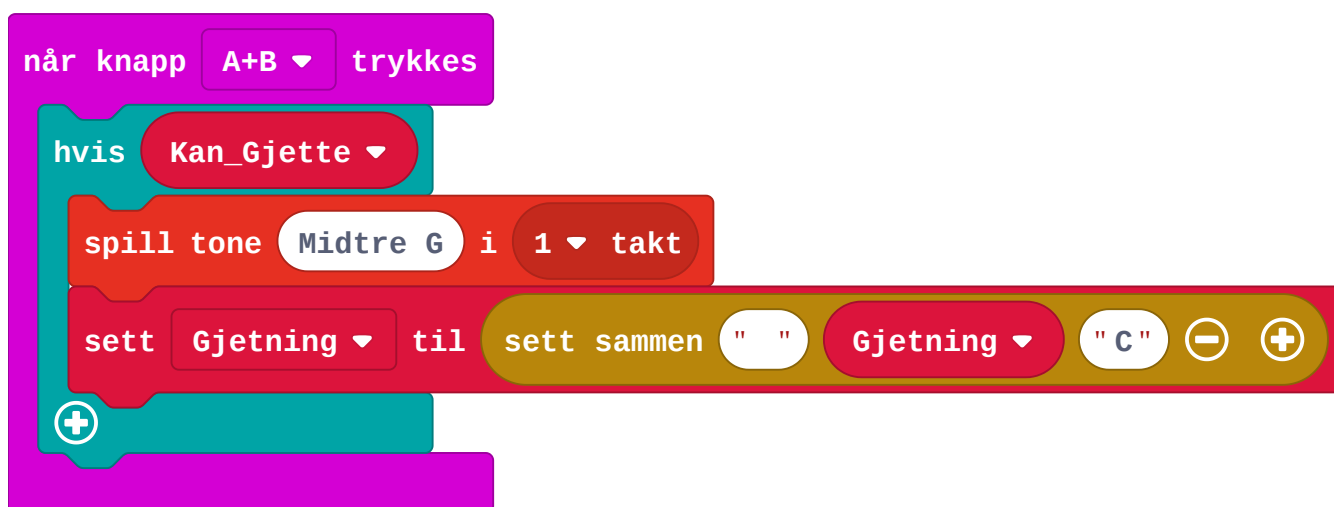 når knapp A+B trykkes
hvis Kan_Gjette
spill tone Midtre G i 1 takt
sett Gjetning til sett sammen " " Gjetning "C"